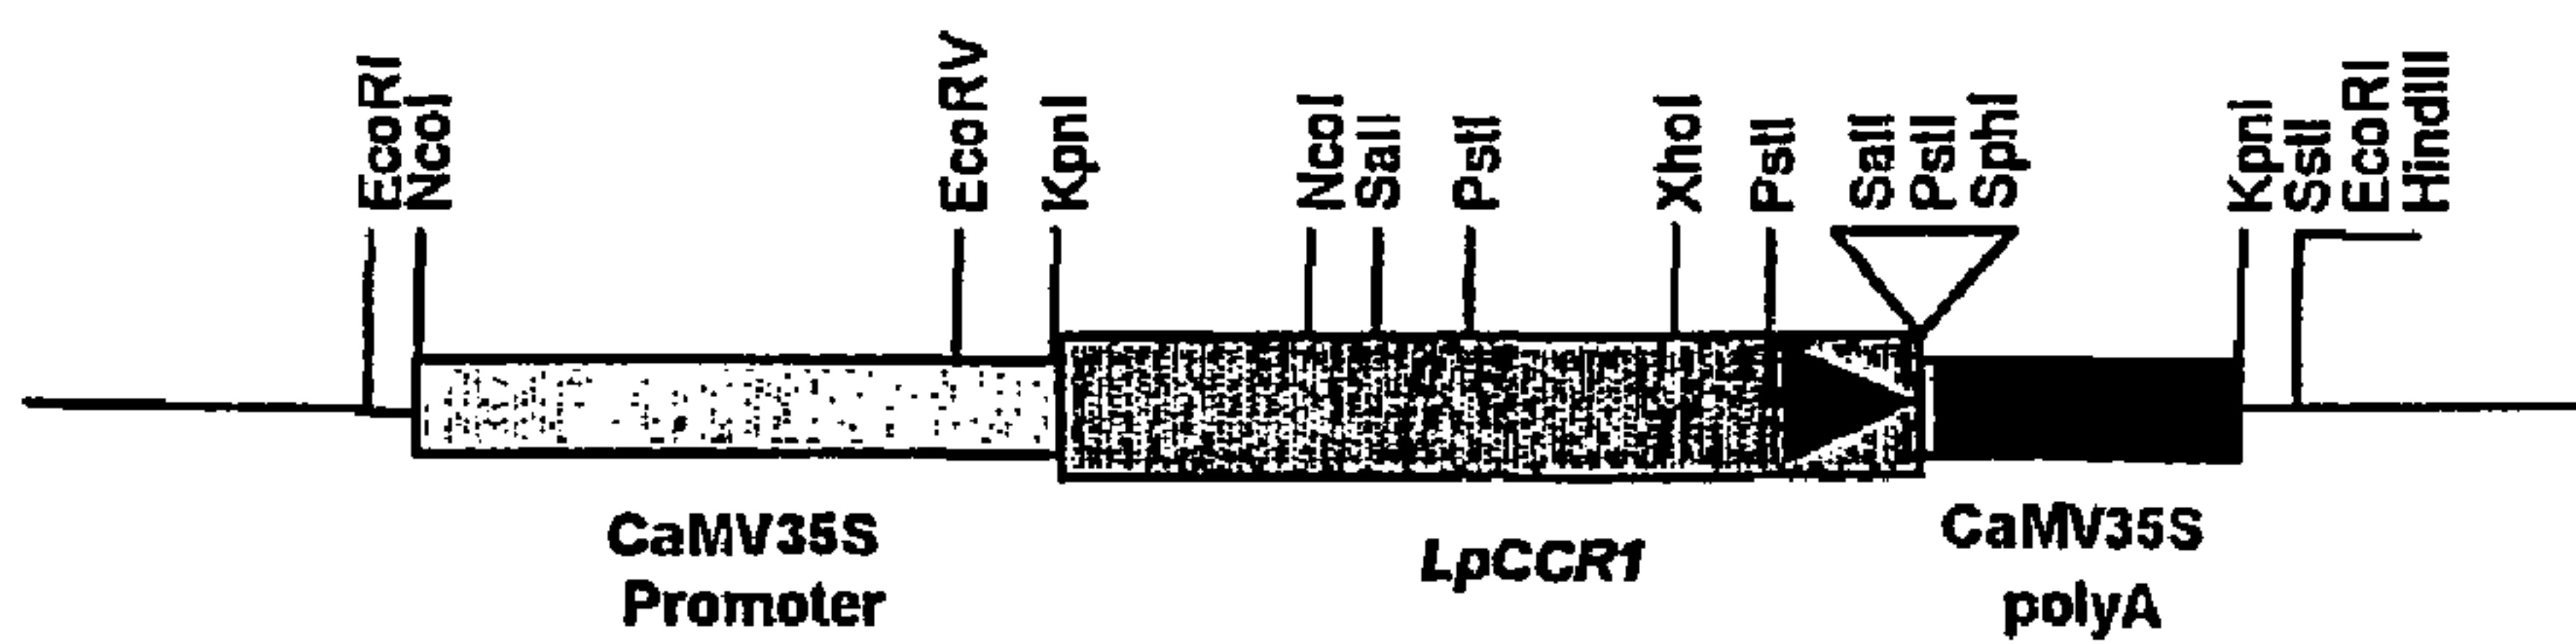 EcoRI
NcoI
EcoRV
KpnI
NcoI
SalI
PstI
XhoI
PstI
SalI
PstI
SphI
KpnI
SstI
EcoRI
HindIII
CaMV35S
Promoter
LpCCR1
CaMV35S
polyA